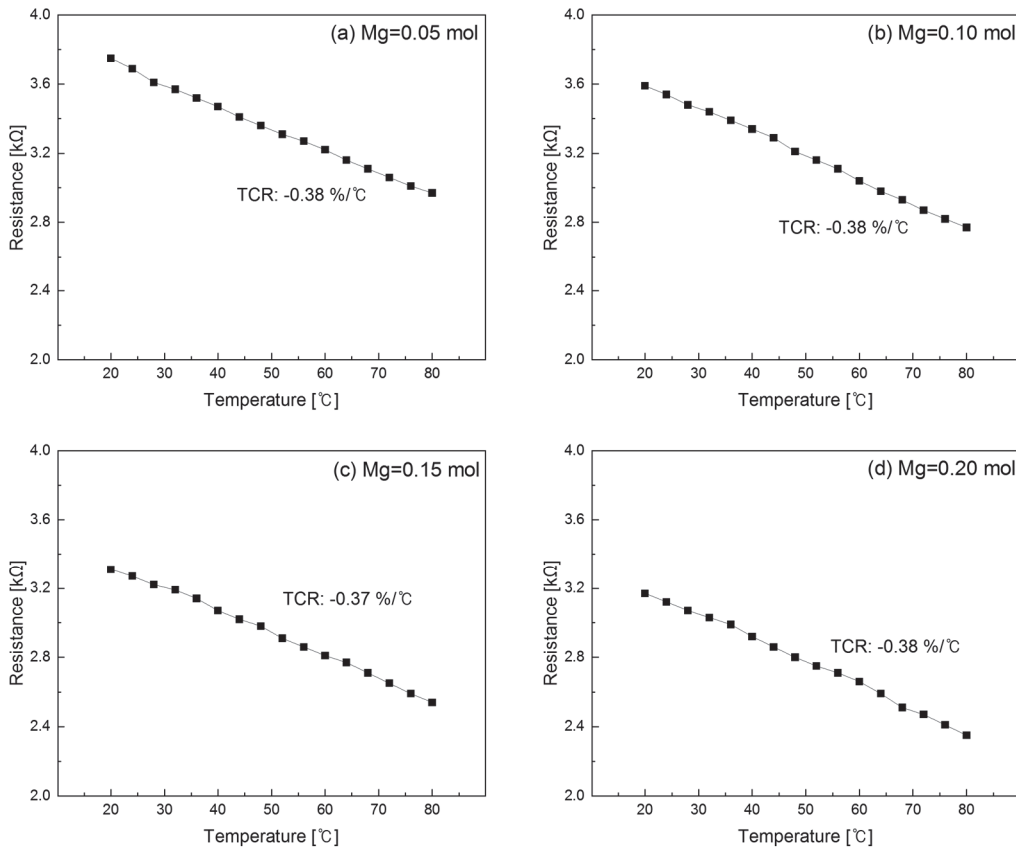 (a) Mg=0.05 mol
4.0
3.6
3.2
2.8
2.4
2.0
Resistance [kΩ]
TCR: -0.38 %/℃
20 30 40 50 60 70 80
Temperature [℃]
(b) Mg=0.10 mol
4.0
3.6
3.2
2.8
2.4
2.0
Resistance [kΩ]
TCR: -0.38 %/℃
20 30 40 50 60 70 80
Temperature [℃]
(c) Mg=0.15 mol
4.0
3.6
3.2
2.8
2.4
2.0
Resistance [kΩ]
TCR: -0.37 %/℃
20 30 40 50 60 70 80
Temperature [℃]
(d) Mg=0.20 mol
4.0
3.6
3.2
2.8
2.4
2.0
Resistance [kΩ]
TCR: -0.38 %/℃
20 30 40 50 60 70 80
Temperature [℃]